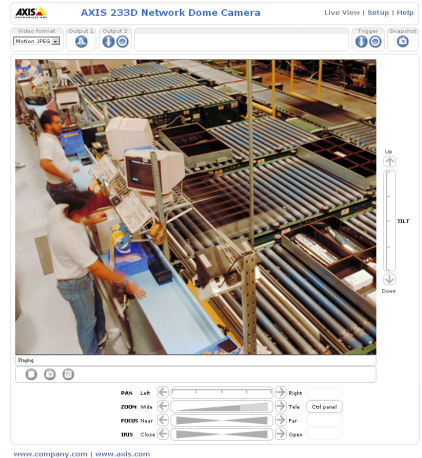 AXIS AXIS 233D Network Dome Camera Live View | Setup | Help
Video format Output 1 Output 2 Trigger Snapshot
Motion JPEG
Up
TILT
Down
Playing
PAN Left Right
ZOOM Wide Tele Ctrl panel
FOCUS Near Far
IRIS Close Open
www.company.com | www.axis.com